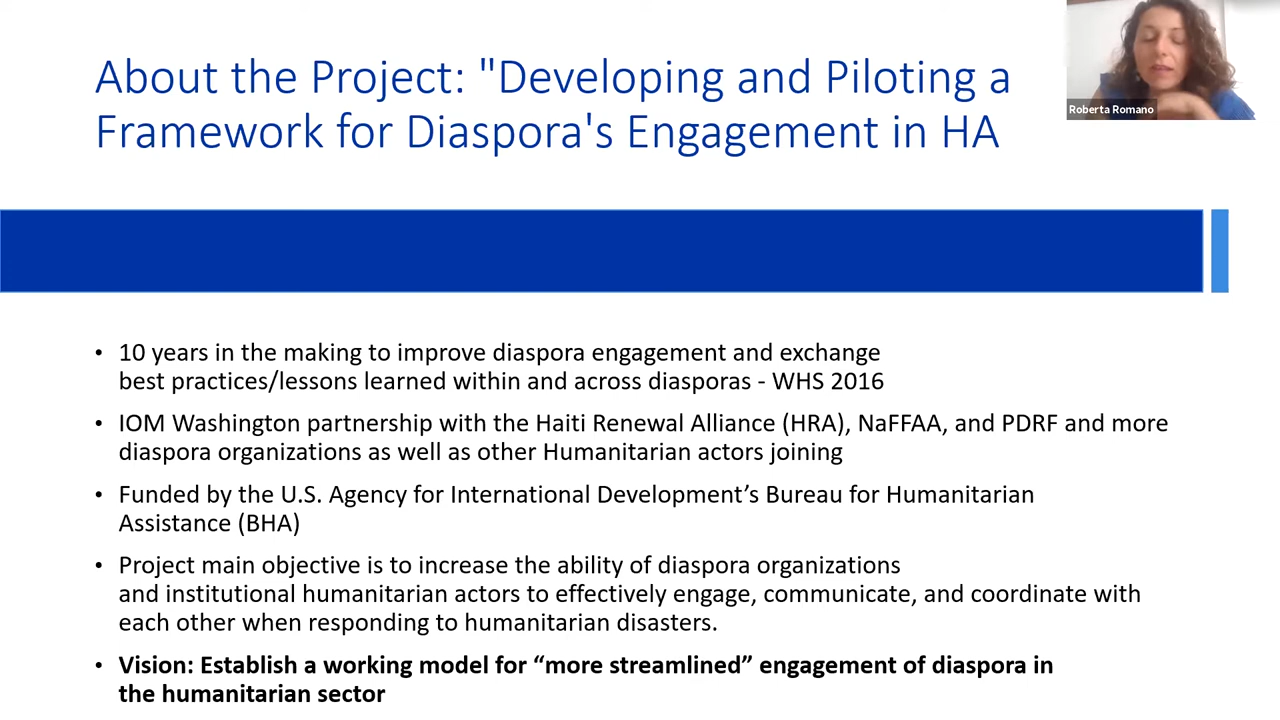 About the Project: "Developing and Piloting a
Framework for Diaspora's Engagement in HA
Roberta Romano
• 10 years in the making to improve diaspora engagement and exchange
best practices/lessons learned within and across diasporas - WHS 2016
• IOM Washington partnership with the Haiti Renewal Alliance (HRA), NaFFAA, and PDRF and more
diaspora organizations as well as other Humanitarian actors joining
• Funded by the U.S. Agency for International Development’s Bureau for Humanitarian
Assistance (BHA)
• Project main objective is to increase the ability of diaspora organizations
and institutional humanitarian actors to effectively engage, communicate, and coordinate with
each other when responding to humanitarian disasters.
• Vision: Establish a working model for “more streamlined” engagement of diaspora in
the humanitarian sector